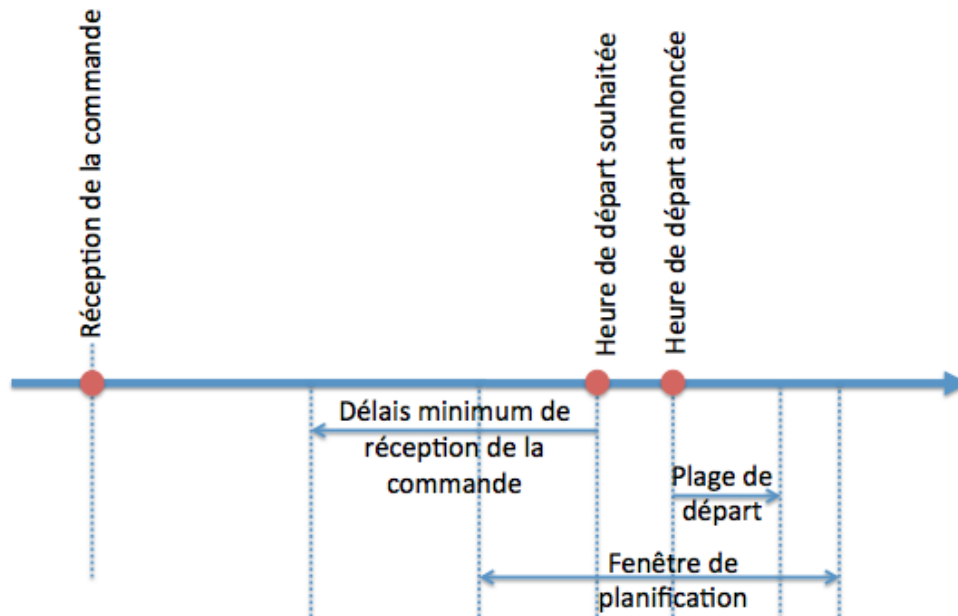 Réception de la commande
Heure de départ souhaitée
Heure de départ annoncée
Délais minimum de
réception de la
commande
Plage de
départ
Fenêtre de
planification